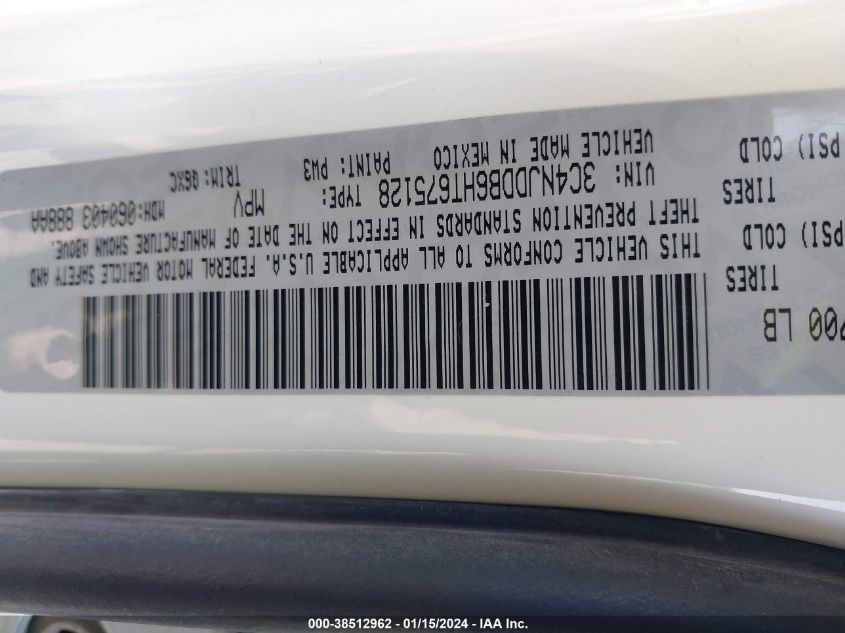 700 LB
TIRES
PSI) COLD
TIRES
PSI) COLD
THIS VEHICLE CONFORMS TO ALL APPLICABLE U.S.A. FEDERAL MOTOR VEHICLE SAFETY AND
THEFT PREVENTION STANDARDS IN EFFECT ON THE DATE OF MANUFACTURE SHOWN ABOVE.
VIN: 3C4NJDDB6HT675128 TYPE: MPV MDH:060403 888AA
VEHICLE MADE IN MEXICO PAINT: PW3 TRIM:Q6XC
000-38512962 - 01/15/2024 - IAA Inc.